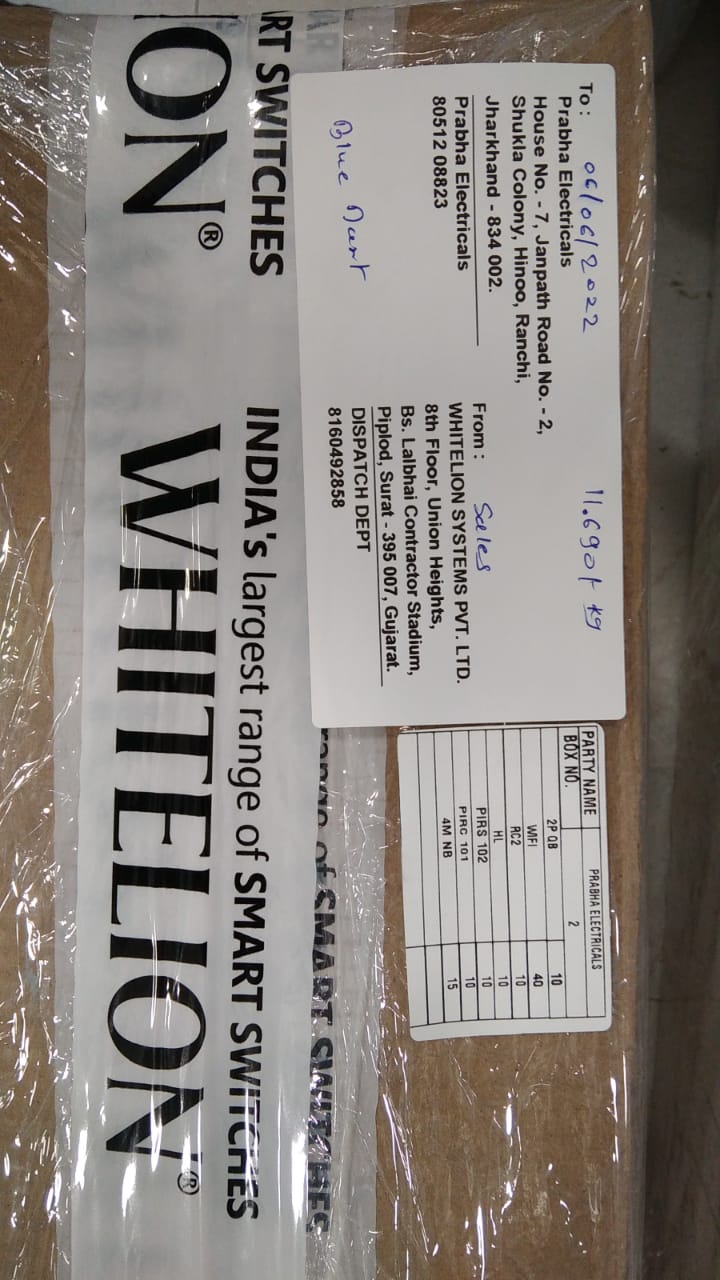 To : 06/06/2022
Prabha Electricals
House No. - 7, Janpath Road No. - 2,
Shukla Colony, Hinoo, Ranchi,
Jharkhand - 834 002.
Prabha Electricals
80512 08823
Blue Dart
11.690 kg
From : Sales
WHITELION SYSTEMS PVT. LTD.
8th Floor, Union Heights,
Bs. Lalbhai Contractor Stadium,
Piplod, Surat - 395 007, Gujarat.
DISPATCH DEPT
8160492858
PARTY NAME PRABHA ELECTRICALS
BOX NO. 2
2P QB 10
WIFI 40
RC2 10
HL 10
PIRS 102 10
PIRC 101 10
4M NB 15
range of SMART SWITCHES
RT SWITCHES
INDIA's largest range of SMART SWITCHES
ION®
WHITELION®